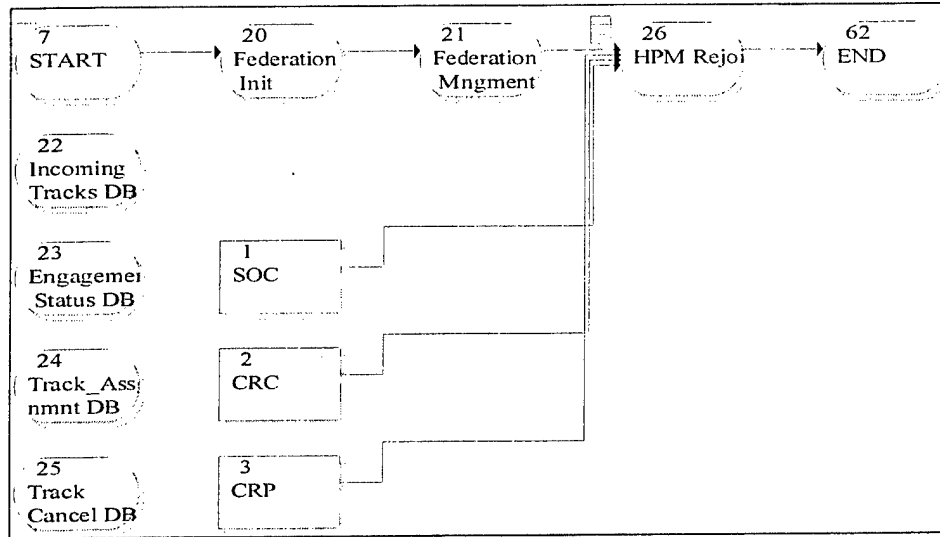 7
START
20
Federation
Init
21
Federation
Mngment
26
HPM Rejoi
62
END
22
Incoming
Tracks DB
23
Engagemei
Status DB
1
SOC
24
Track_Ass
nmnt DB
2
CRC
25
Track
Cancel DB
3
CRP